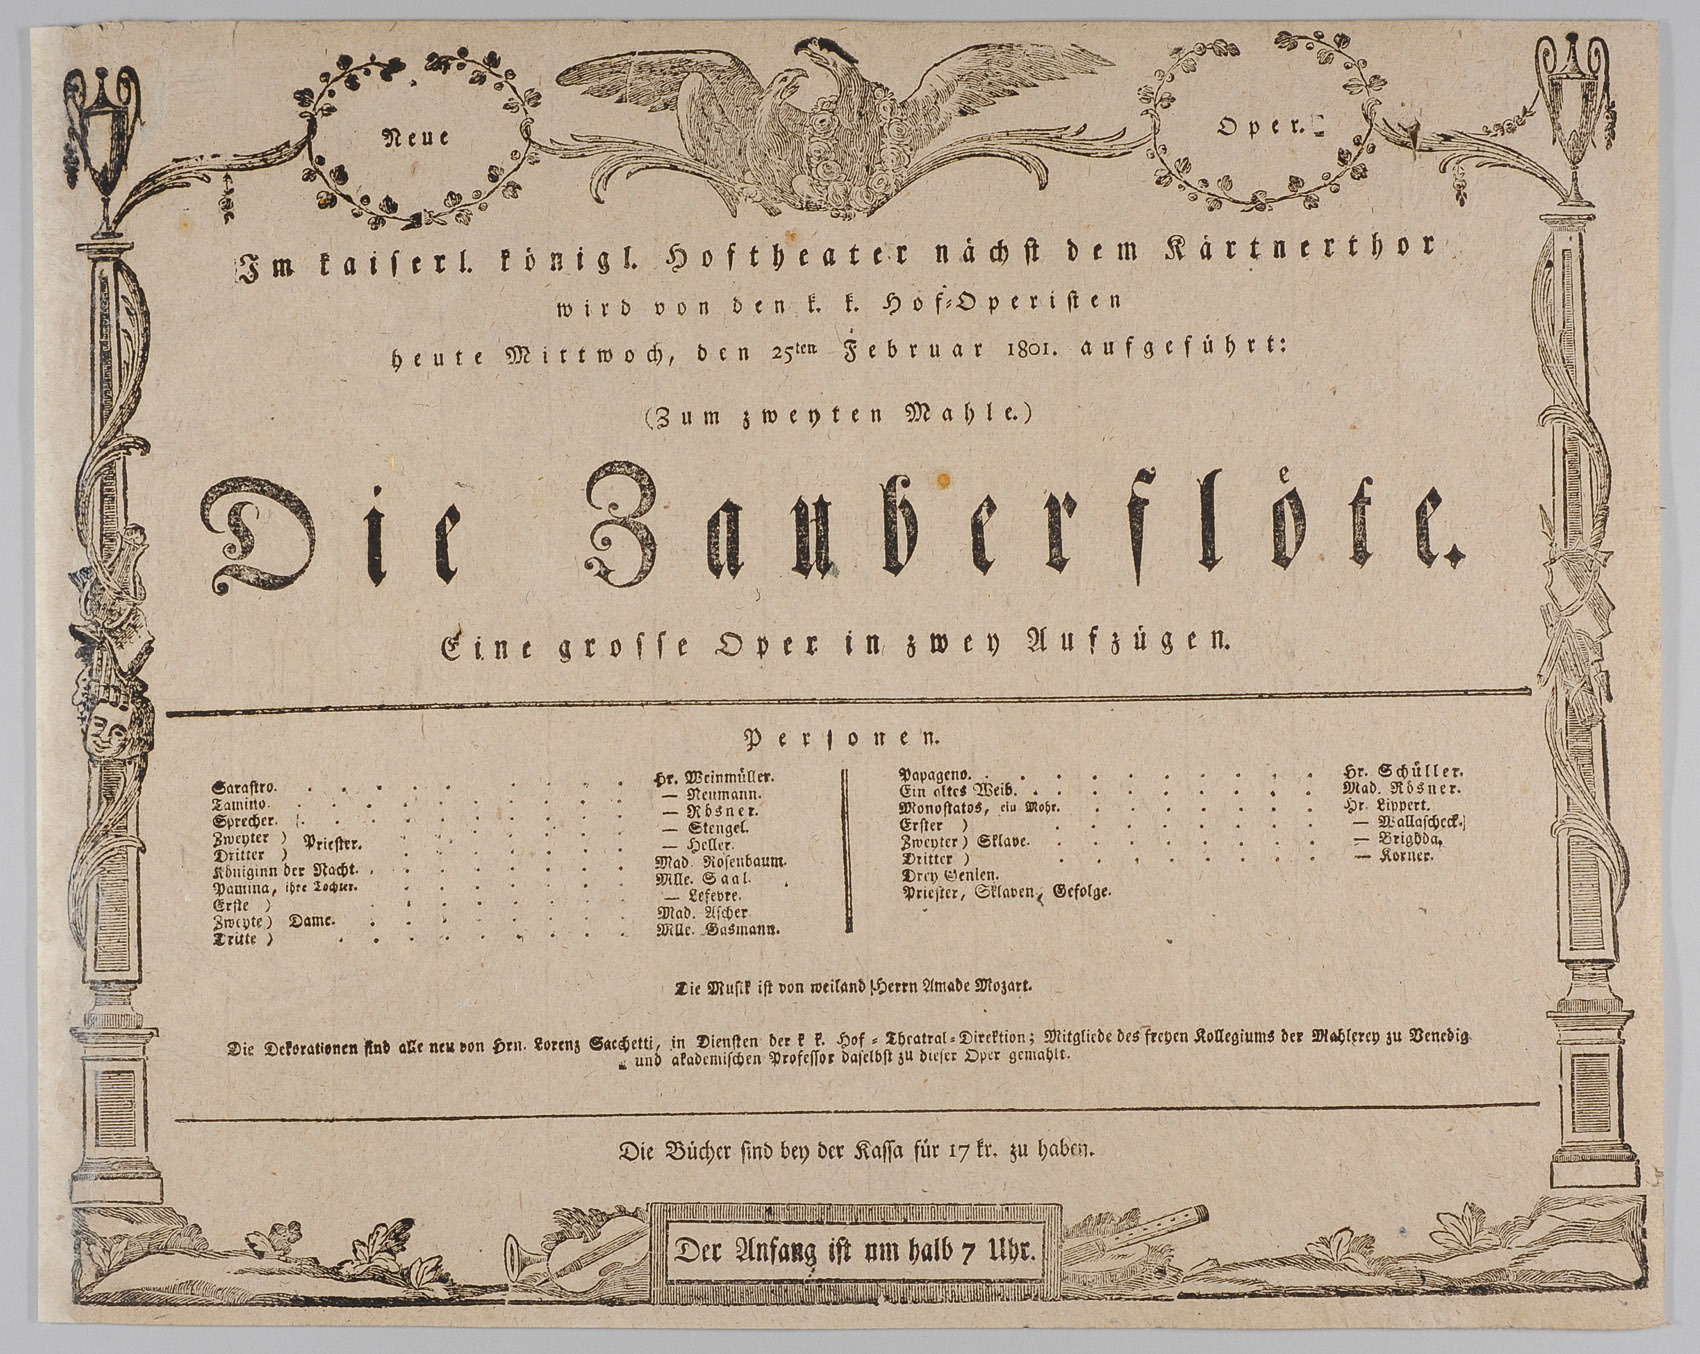 Neue
Oper.
Im kaiserl. königl. Hoftheater nächst dem Kärtnerthor
wird von den k. k. Hof-Operisten
heute Mittwoch, den 25ten Februar 1801. aufgeführt:
(Zum zweyten Mahle.)
Die Zauberflöte.
Eine grosse Oper in zwey Aufzügen.
Personen.
Sarastro. Hr. Weinmüller.
Tamino. — Neumann.
Sprecher. — Rösner.
Zweyter ) Priester. — Stengel.
Dritter ) — Heller.
Königinn der Nacht. Mad. Rosenbaum.
Pamina, ihre Tochter. Mlle. Saal.
Erste ) — Lefevre.
Zweyte ) Dame. Mad. Ascher
Dritte ) Mlle. Gasmann.
Papageno. Hr. Schüller.
Ein altes Weib. Mad. Rösner.
Monostatos, ein Mohr. Hr. Lippert.
Erster ) — Wallascheck.
Zweyter ) Sklave. — Brigöda.
Dritter ) — Korner.
Drey Genien.
Priester, Sklaven, Gefolge.
Die Musik ist von weiland Herrn Amade Mozart.
Die Dekorationen sind alle neu von Hrn. Lorenz Sacchetti, in Diensten der k k. Hof-Theatral-Direktion; Mitgliede des freyen Kollegiums der Mahlerey zu Venedig
und akademischen Professor daselbst zu dieser Oper gemahlt.
Die Bücher sind bey der Kassa für 17 kr. zu haben.
Der Anfang ist um halb 7 Uhr.